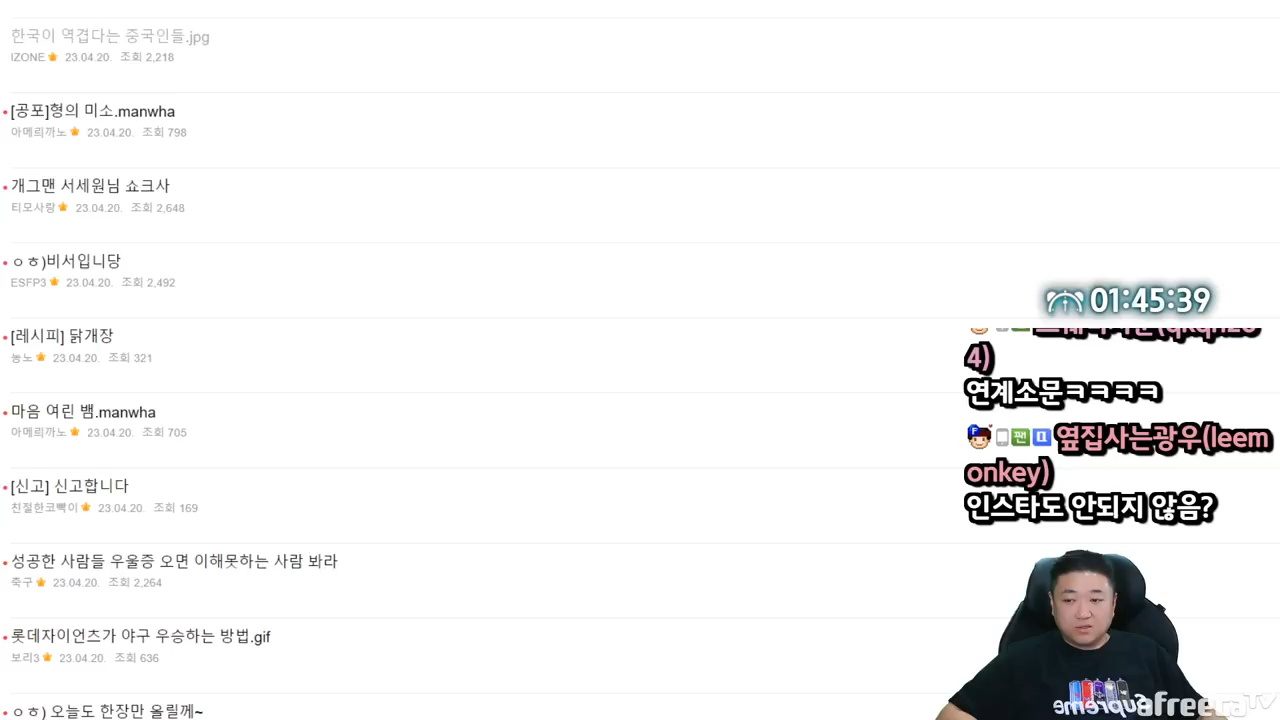 한국이 역겹다는 중국인들.jpg
IZONE 23.04.20. 조회 2,218
[공포]형의 미소.manwha
아메리까노 23.04.20. 조회 798
개그맨 서세원님 쇼크사
티모사랑 23.04.20. 조회 2,648
ㅇㅎ)비서입니당
ESFP3 23.04.20. 조회 2,492
[레시피] 닭개장
농노 23.04.20. 조회 321
마음 여린 뱀.manwha
아메리까노 23.04.20. 조회 705
[신고] 신고합니다
친절한코빡이 23.04.20. 조회 169
성공한 사람들 우울증 오면 이해못하는 사람 봐라
죽구 23.04.20. 조회 2,264
롯데자이언츠가 야구 우승하는 방법.gif
보리3 23.04.20. 조회 636
ㅇㅎ) 오늘도 한장만 올릴께~
01:45:39
4)
연계소문ㅋㅋㅋㅋ
팬 옆집사는광우(leem
onkey)
인스타도 안되지 않음?
Supreme
afreecaTV